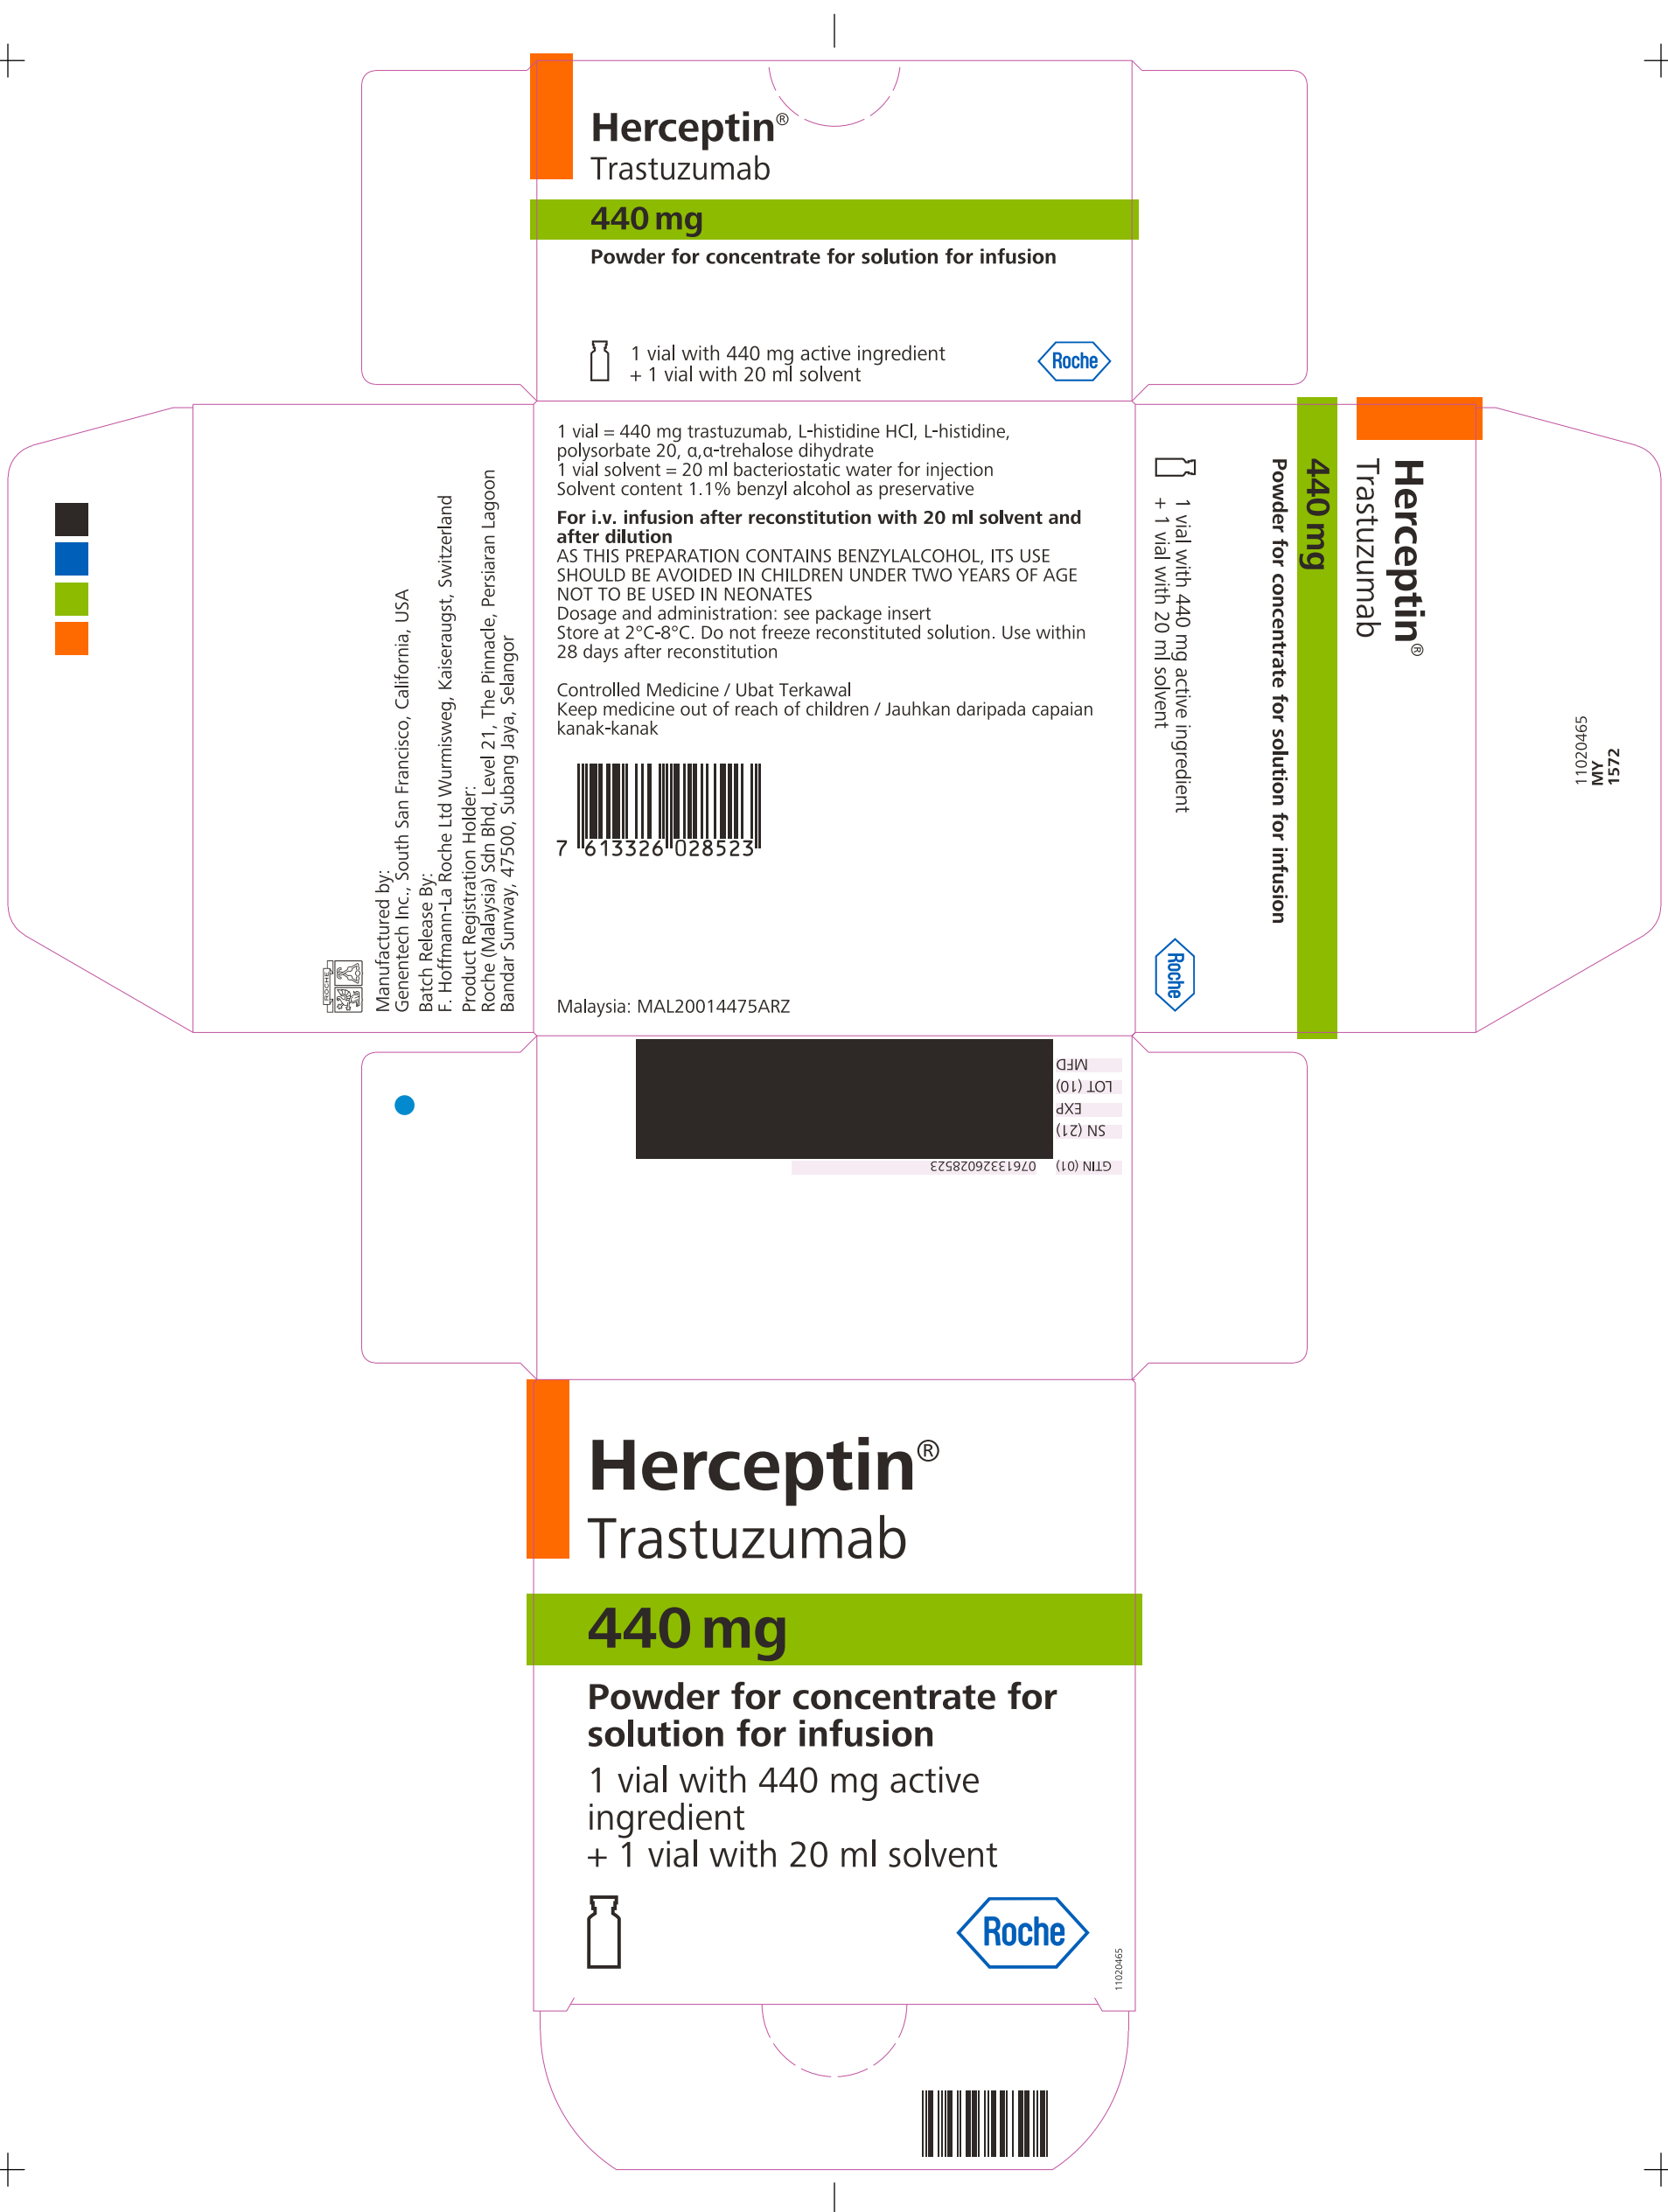 Herceptin®
Trastuzumab
440 mg
Powder for concentrate for solution for infusion
1 vial with 440 mg active ingredient
+ 1 vial with 20 ml solvent
Roche
Manufactured by:
Genentech Inc., South San Francisco, California, USA
Batch Release By:
F. Hoffmann-La Roche Ltd Wurmisweg, Kaiseraugst, Switzerland
Product Registration Holder:
Roche (Malaysia) Sdn Bhd, Level 21, The Pinnacle, Persiaran Lagoon
Bandar Sunway, 47500, Subang Jaya, Selangor
ROCHE
1 vial = 440 mg trastuzumab, L-histidine HCl, L-histidine,
polysorbate 20, α,α-trehalose dihydrate
1 vial solvent = 20 ml bacteriostatic water for injection
Solvent content 1.1% benzyl alcohol as preservative
For i.v. infusion after reconstitution with 20 ml solvent and
after dilution
AS THIS PREPARATION CONTAINS BENZYLALCOHOL, ITS USE
SHOULD BE AVOIDED IN CHILDREN UNDER TWO YEARS OF AGE
NOT TO BE USED IN NEONATES
Dosage and administration: see package insert
Store at 2°C-8°C. Do not freeze reconstituted solution. Use within
28 days after reconstitution
Controlled Medicine / Ubat Terkawal
Keep medicine out of reach of children / Jauhkan daripada capaian
kanak-kanak
7 613326 028523
Malaysia: MAL20014475ARZ
Herceptin®
Trastuzumab
440 mg
Powder for concentrate for solution for infusion
1 vial with 440 mg active ingredient
+ 1 vial with 20 ml solvent
Roche
11020465
MY
1572
GTIN (01) 07613326028523
SN (21)
EXP
LOT (10)
MFD
Herceptin®
Trastuzumab
440 mg
Powder for concentrate for
solution for infusion
1 vial with 440 mg active
ingredient
+ 1 vial with 20 ml solvent
Roche
11020465